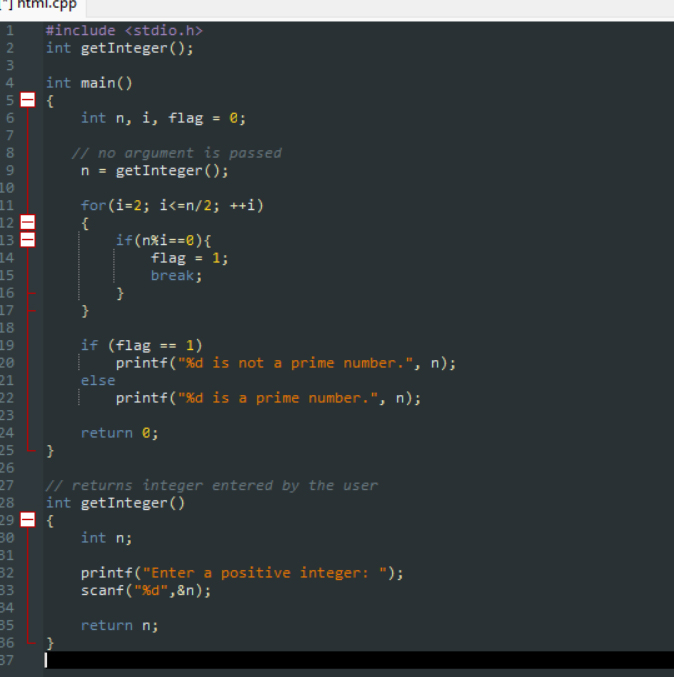 [*] html.cpp
1 #include <stdio.h>
2 int getInteger();
3
4 int main()
5 {
6 int n, i, flag = 0;
7
8 // no argument is passed
9 n = getInteger();
10
11 for(i=2; i<=n/2; ++i)
12 {
13 if(n%i==0){
14 flag = 1;
15 break;
16 }
17 }
18
19 if (flag == 1)
20 printf("%d is not a prime number.", n);
21 else
22 printf("%d is a prime number.", n);
23
24 return 0;
25 }
26
27 // returns integer entered by the user
28 int getInteger()
29 {
30 int n;
31
32 printf("Enter a positive integer: ");
33 scanf("%d",&n);
34
35 return n;
36 }
37